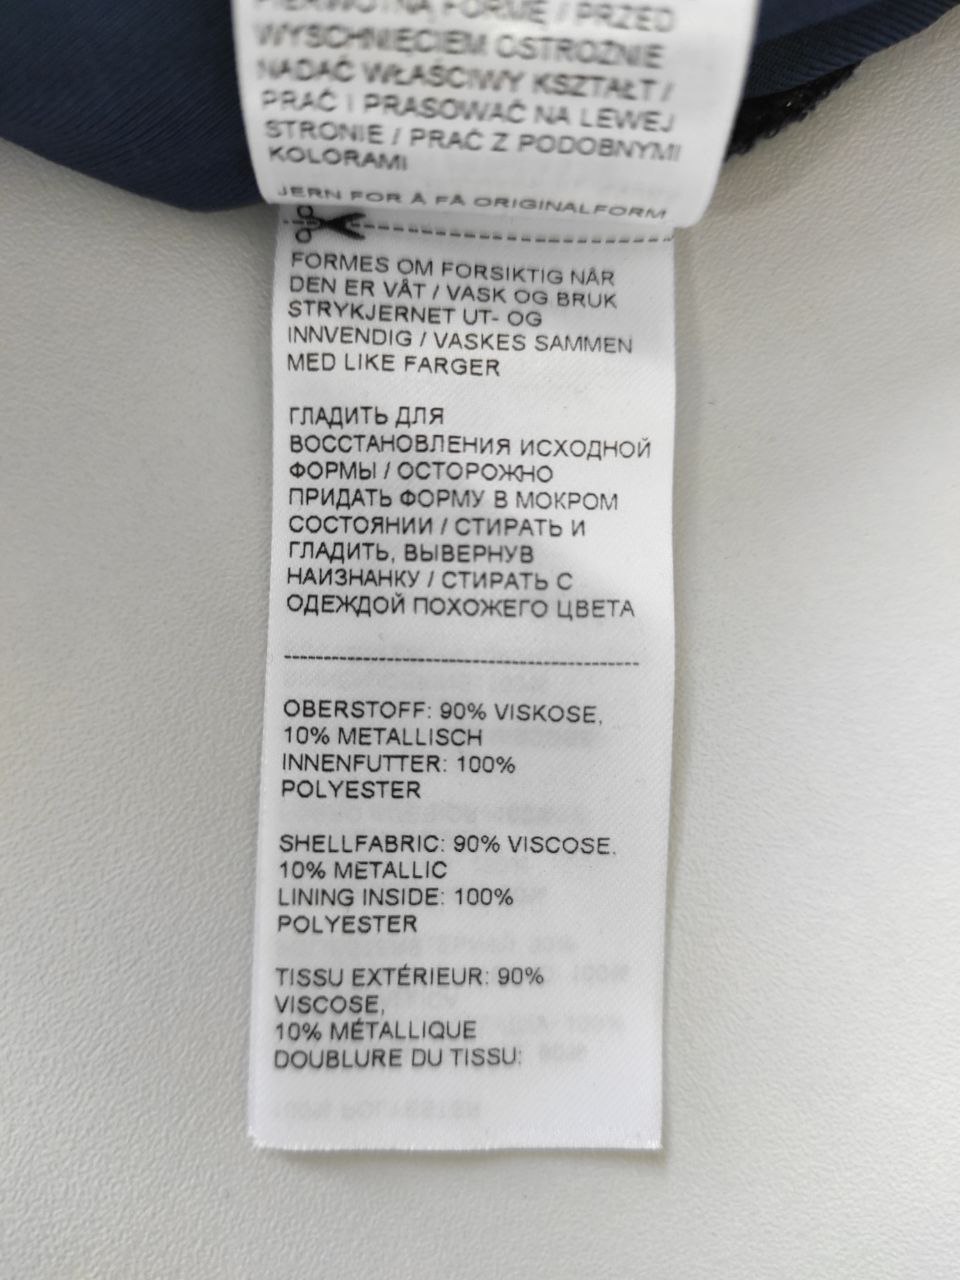 PIERWOTNĄ FORMĘ / PRZED
WYSCHNIĘCIEM OSTROŻNIE
NADAĆ WŁAŚCIWY KSZTAŁT /
PRAĆ I PRASOWAĆ NA LEWEJ
STRONIE / PRAĆ Z PODOBNYMI
KOLORAMI
JERN FOR Å FÅ ORIGINALFORM
FORMES OM FORSIKTIG NÅR
DEN ER VÅT / VASK OG BRUK
STRYKJERNET UT- OG
INNVENDIG / VASKES SAMMEN
MED LIKE FARGER
ГЛАДИТЬ ДЛЯ
ВОССТАНОВЛЕНИЯ ИСХОДНОЙ
ФОРМЫ / ОСТОРОЖНО
ПРИДАТЬ ФОРМУ В МОКРОМ
СОСТОЯНИИ / СТИРАТЬ И
ГЛАДИТЬ, ВЫВЕРНУВ
НАИЗНАНКУ / СТИРАТЬ С
ОДЕЖДОЙ ПОХОЖЕГО ЦВЕТА
OBERSTOFF: 90% VISKOSE,
10% METALLISCH
INNENFUTTER: 100%
POLYESTER
SHELLFABRIC: 90% VISCOSE,
10% METALLIC
LINING INSIDE: 100%
POLYESTER
TISSU EXTÉRIEUR: 90%
VISCOSE,
10% MÉTALLIQUE
DOUBLURE DU TISSU: